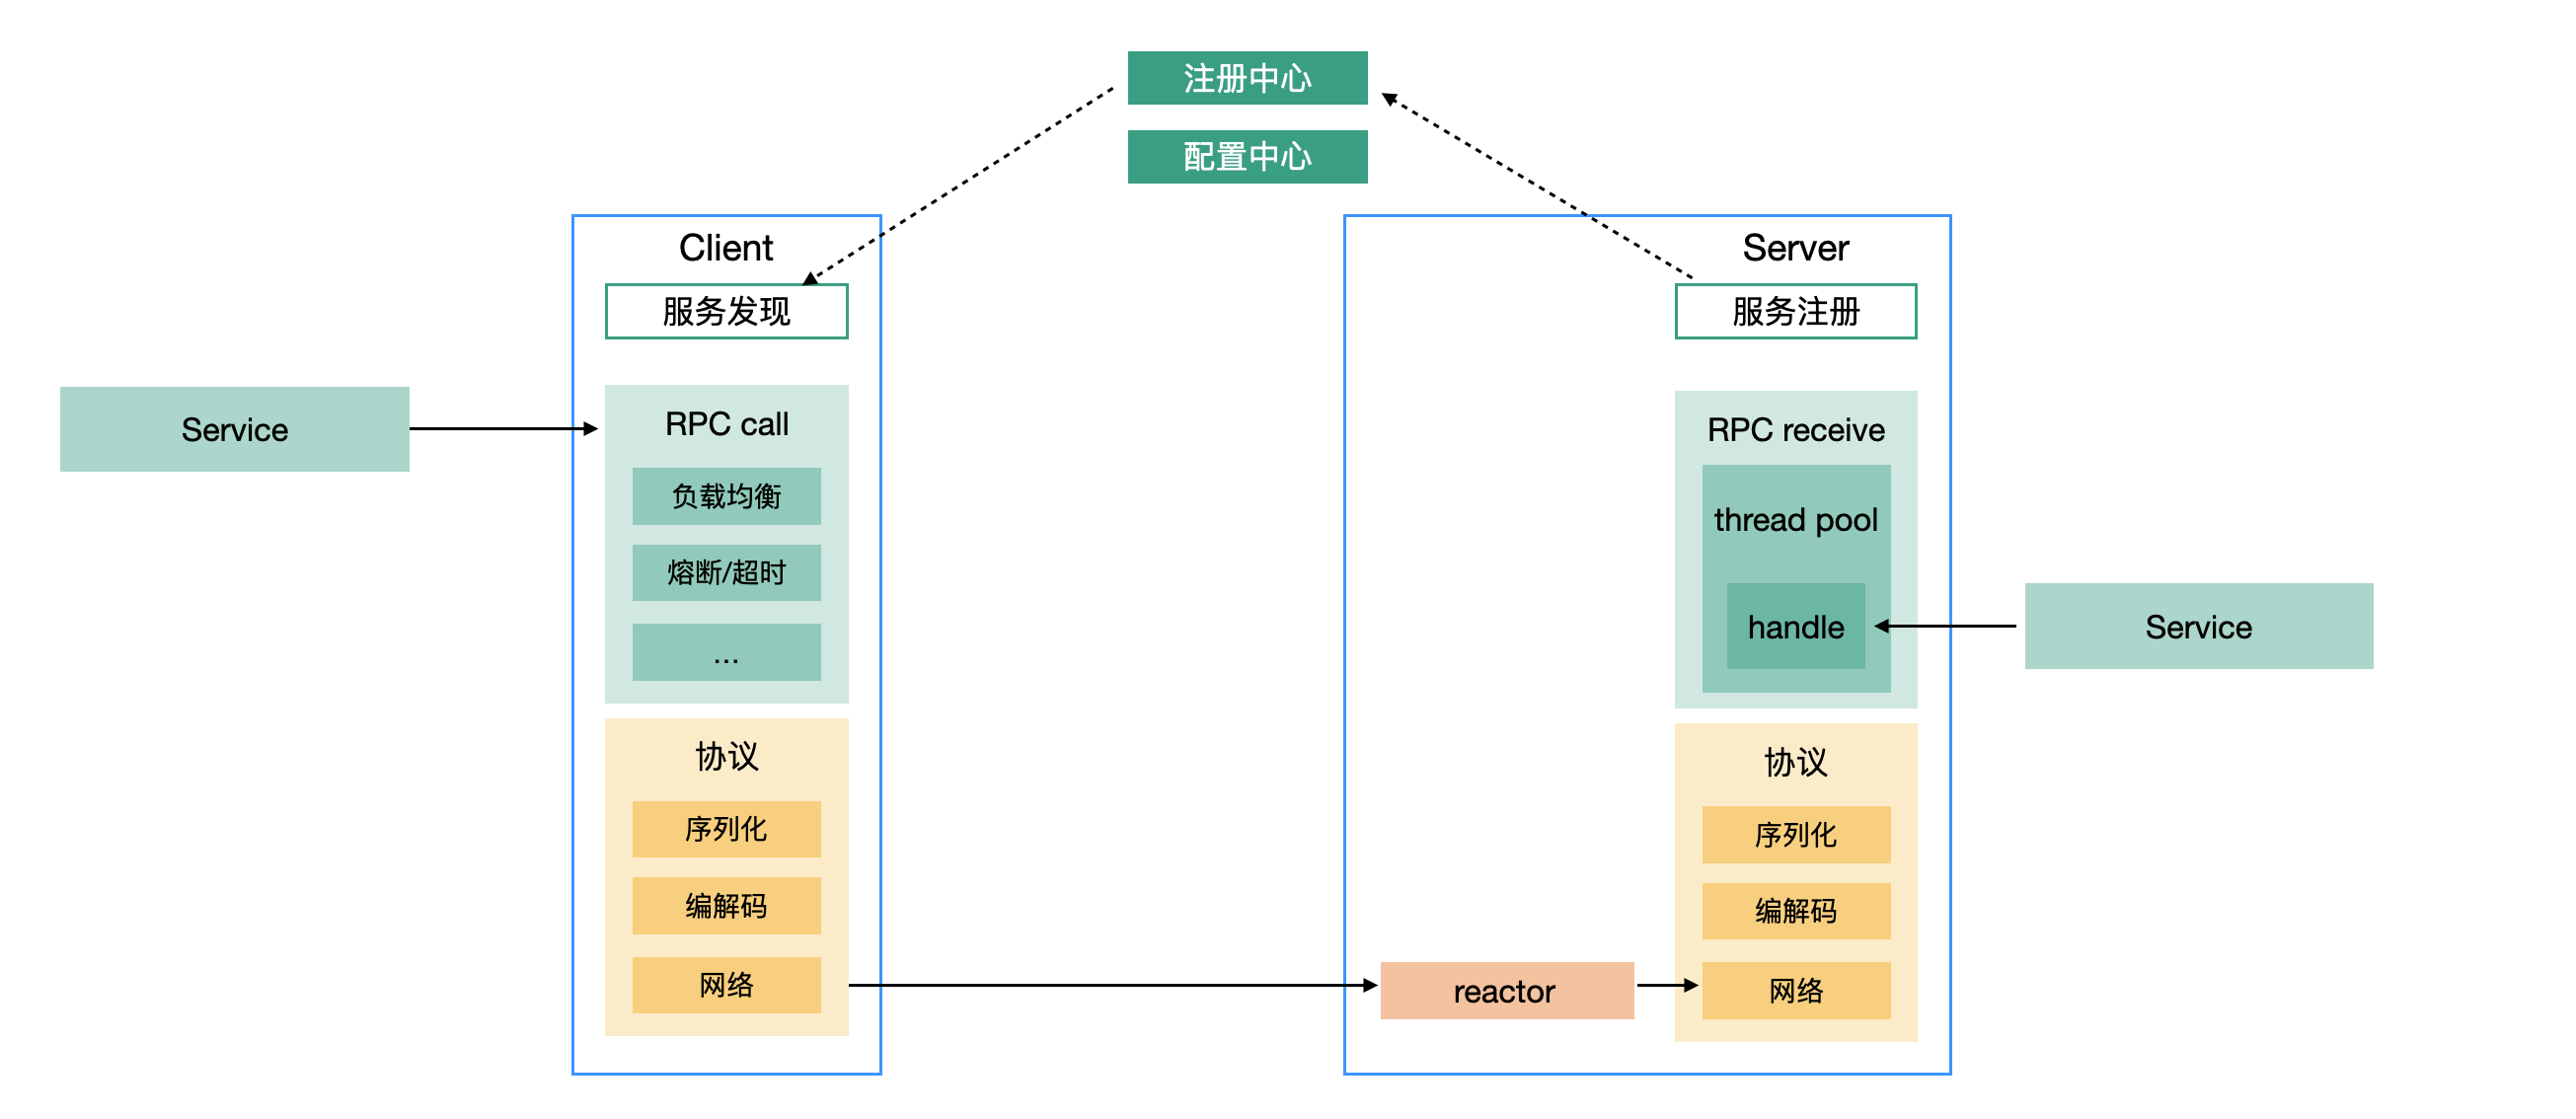 注册中心
配置中心
Client
服务发现
Service
RPC call
负载均衡
熔断/超时
...
协议
序列化
编解码
网络
Server
服务注册
RPC receive
thread pool
handle
Service
协议
序列化
编解码
reactor
网络